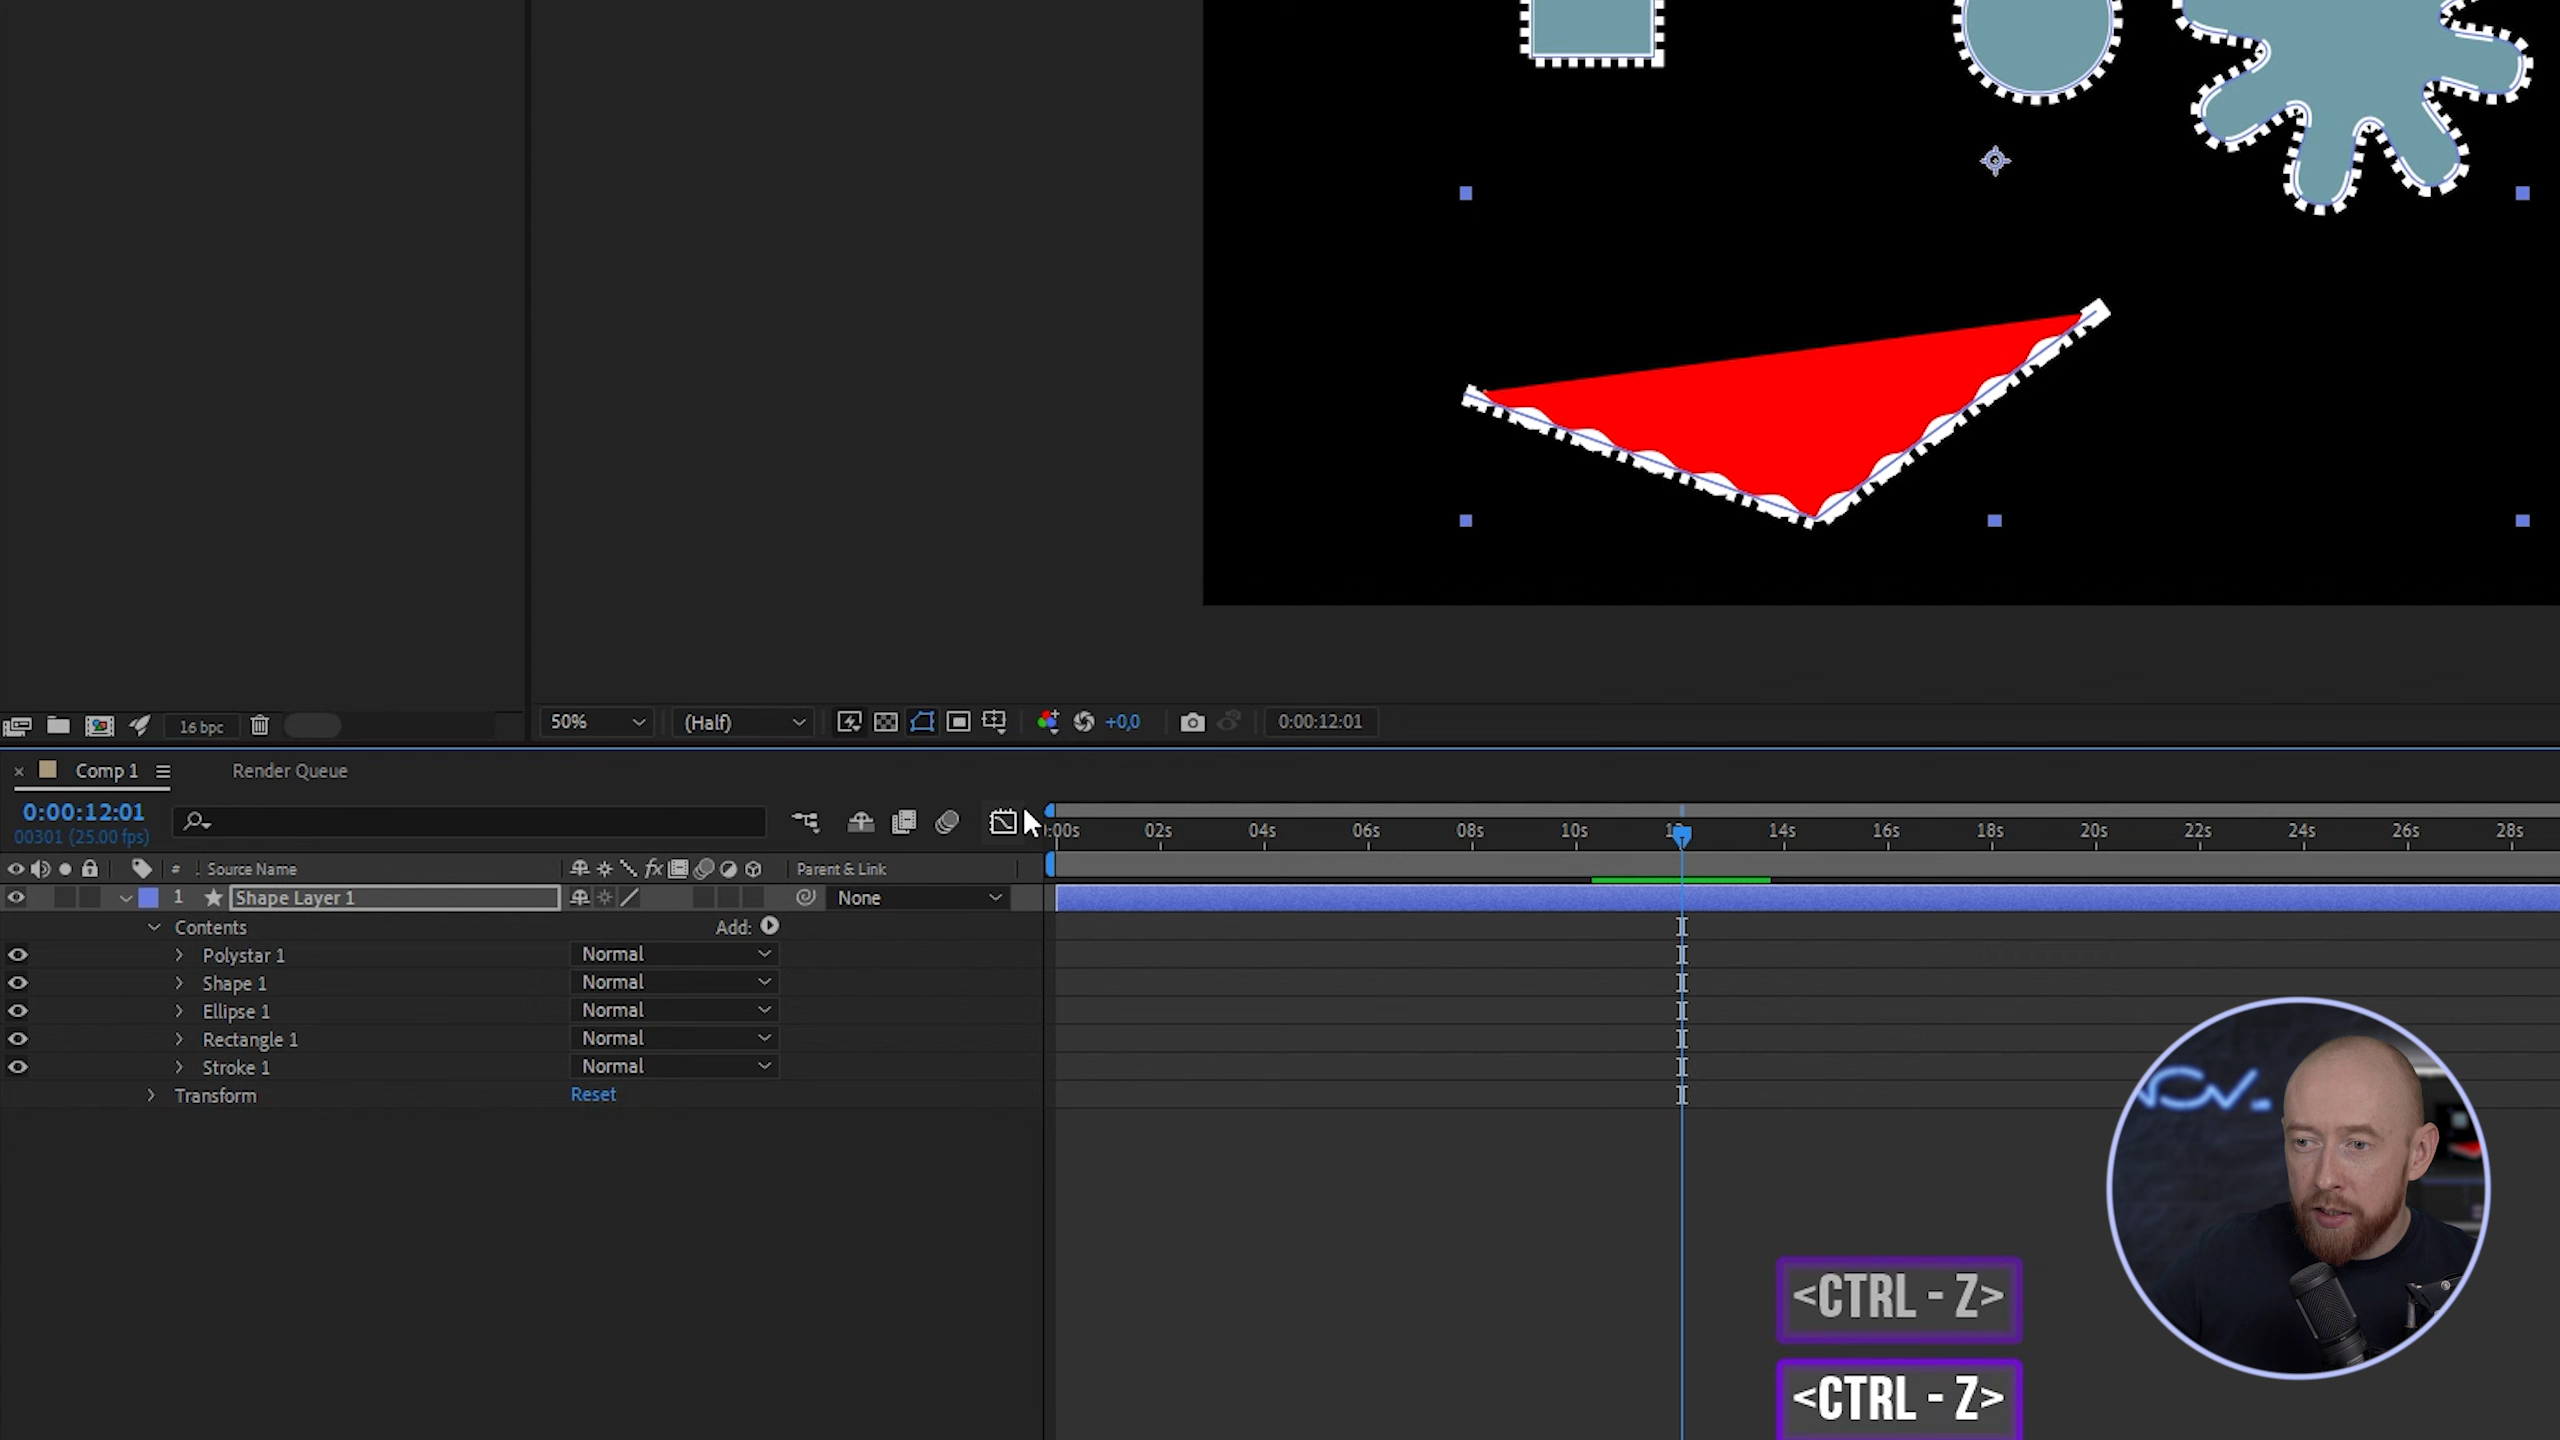 16 bpc
50%
(Half)
+0,0
0:00:12:01
Comp 1
Render Queue
0:00:12:01
00301 (25.00 fps)
:00s
02s
04s
06s
08s
10s
14s
16s
18s
20s
22s
24s
26s
28s
#
Source Name
fx
Parent & Link
1
Shape Layer 1
None
Contents
Add:
Polystar 1
Normal
Shape 1
Normal
Ellipse 1
Normal
Rectangle 1
Normal
Stroke 1
Normal
Transform
Reset
<CTRL - Z>
<CTRL - Z>